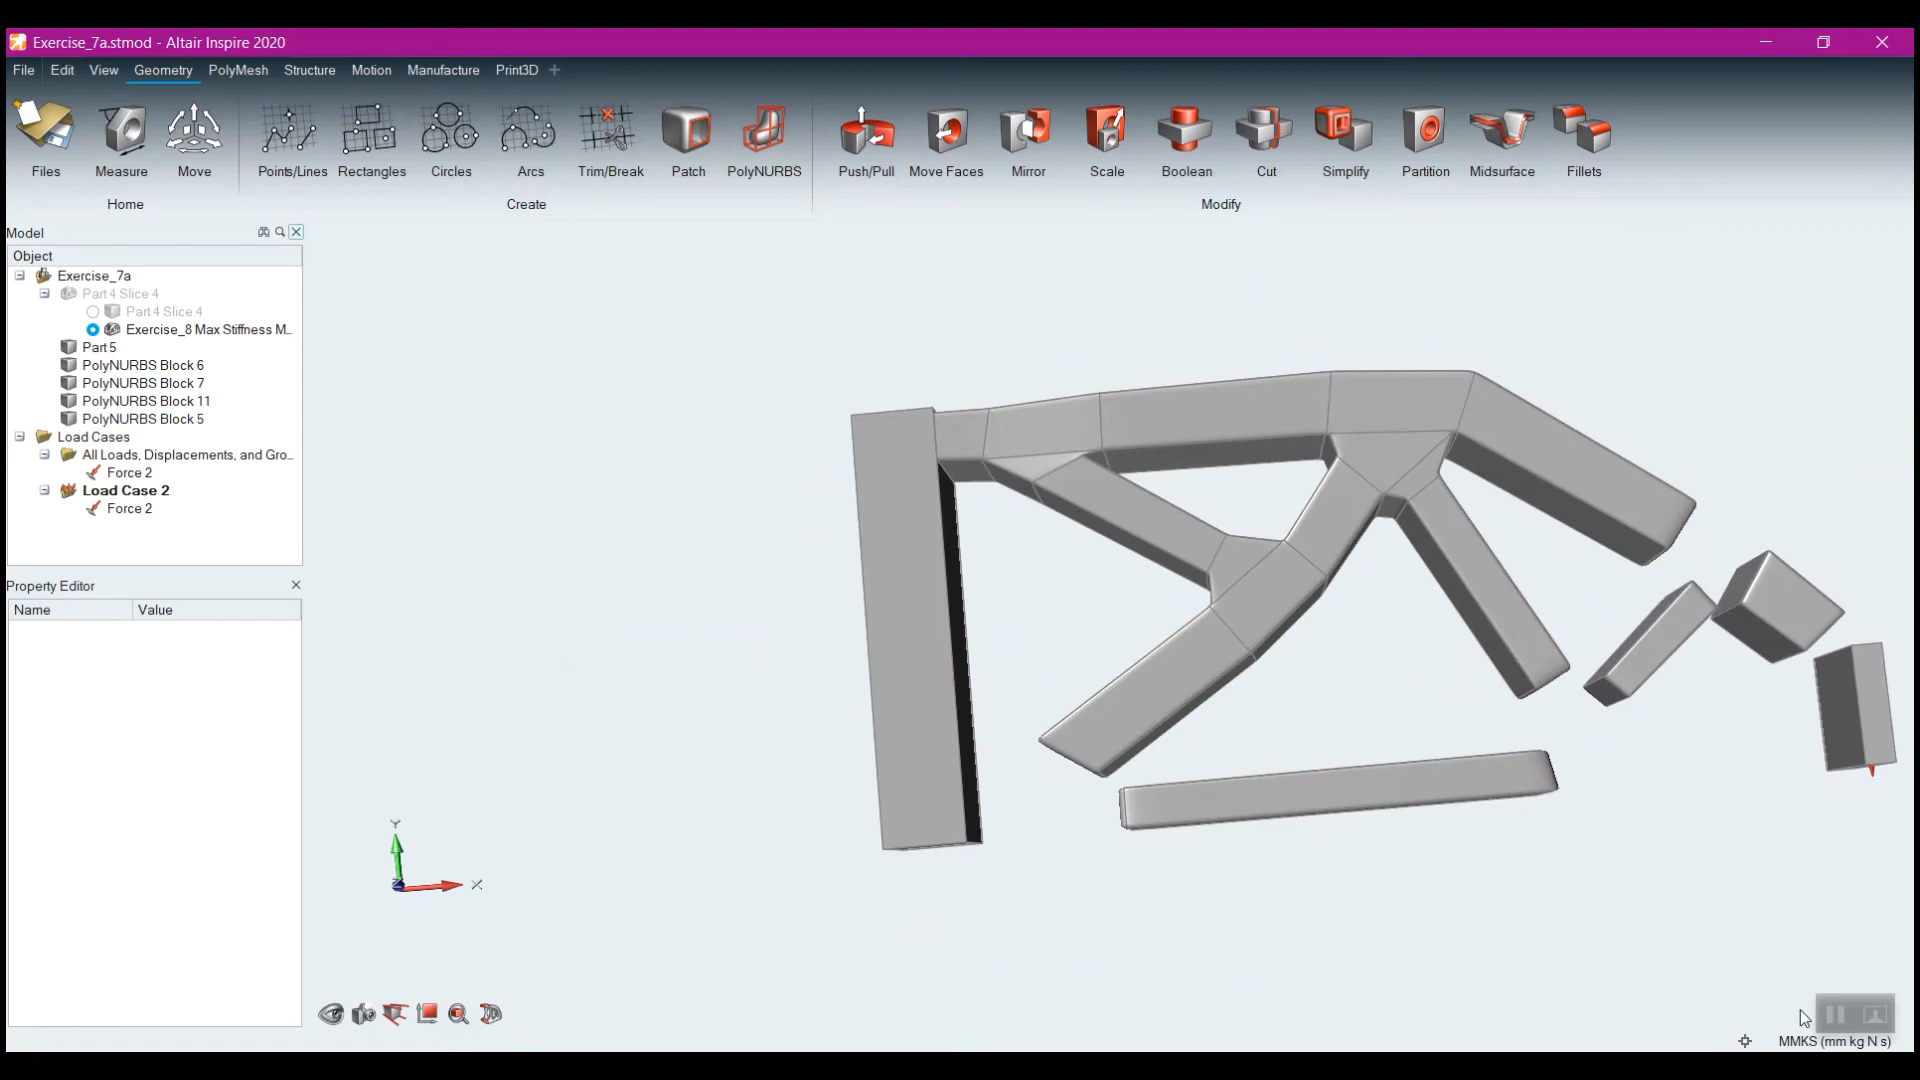 Exercise_7a.stmod - Altair Inspire 2020
File Edit View Geometry PolyMesh Structure Motion Manufacture Print3D +
Files Measure Move Points/Lines Rectangles Circles Arcs Trim/Break Patch PolyNURBS Push/Pull Move Faces Mirror Scale Boolean Cut Simplify Partition Midsurface Fillets
Home Create Modify
Model
Object
Exercise_7a
Part 4 Slice 4
Part 4 Slice 4
Exercise_8 Max Stiffness M...
Part 5
PolyNURBS Block 6
PolyNURBS Block 7
PolyNURBS Block 11
PolyNURBS Block 5
Load Cases
All Loads, Displacements, and Gro...
Force 2
Load Case 2
Force 2
Property Editor
Name Value
Y
X
MMKS (mm kg N s)